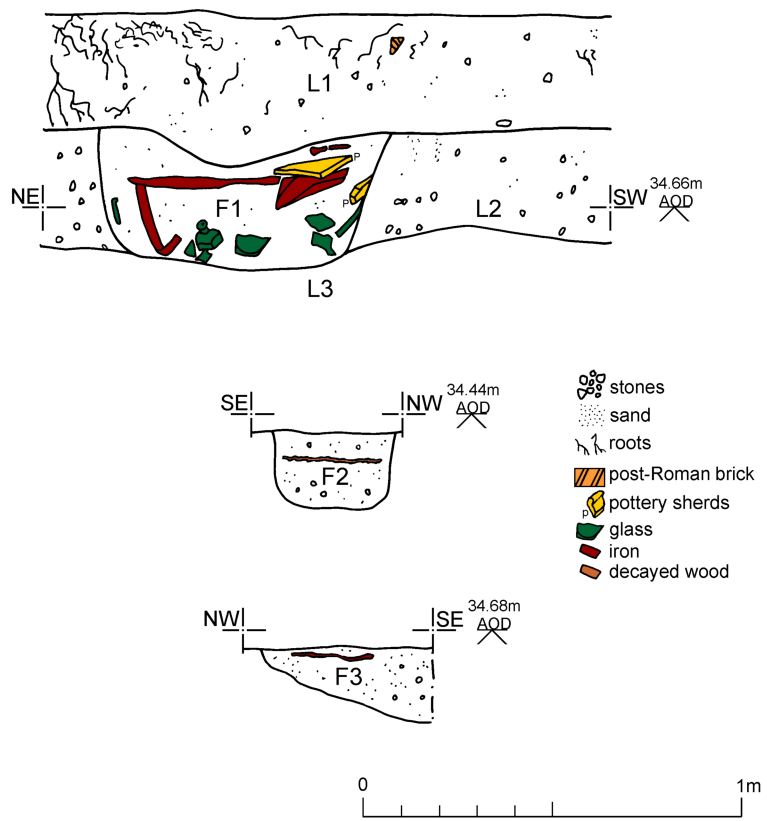 L1
P
NE
F1
P
L2
SW
34.66m
AOD
L3
SE
NW
34.44m
AOD
F2
stones
sand
roots
post-Roman brick
P
pottery sherds
glass
iron
decayed wood
NW
SE
34.68m
AOD
F3
0
1m